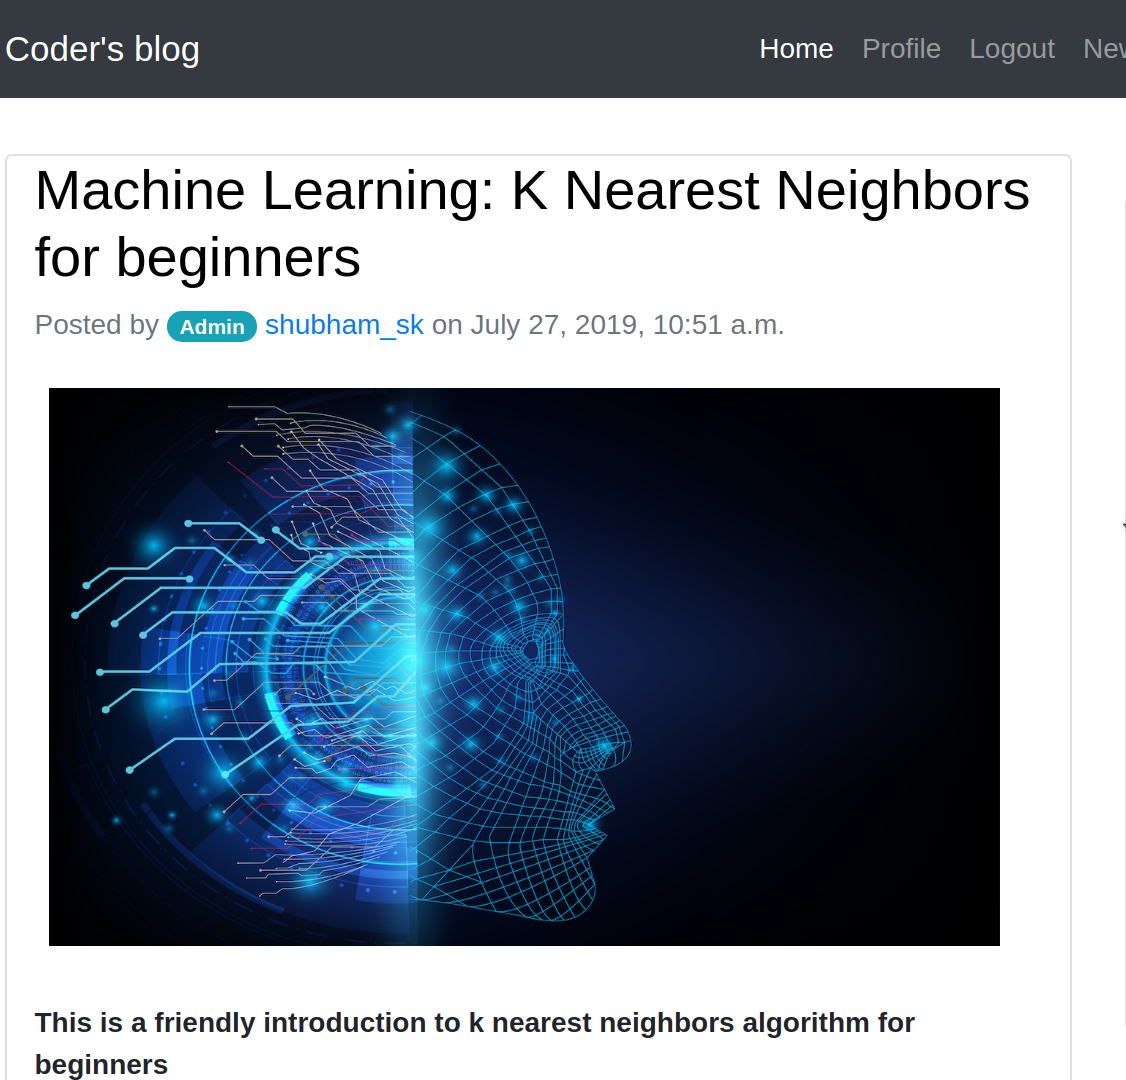 Coder's blog Home Profile Logout
Machine Learning: K Nearest Neighbors
for beginners
Posted by Admin shubham_sk on July 27, 2019, 10:51 a.m.
This is a friendly introduction to k nearest neighbors algorithm for
beginners